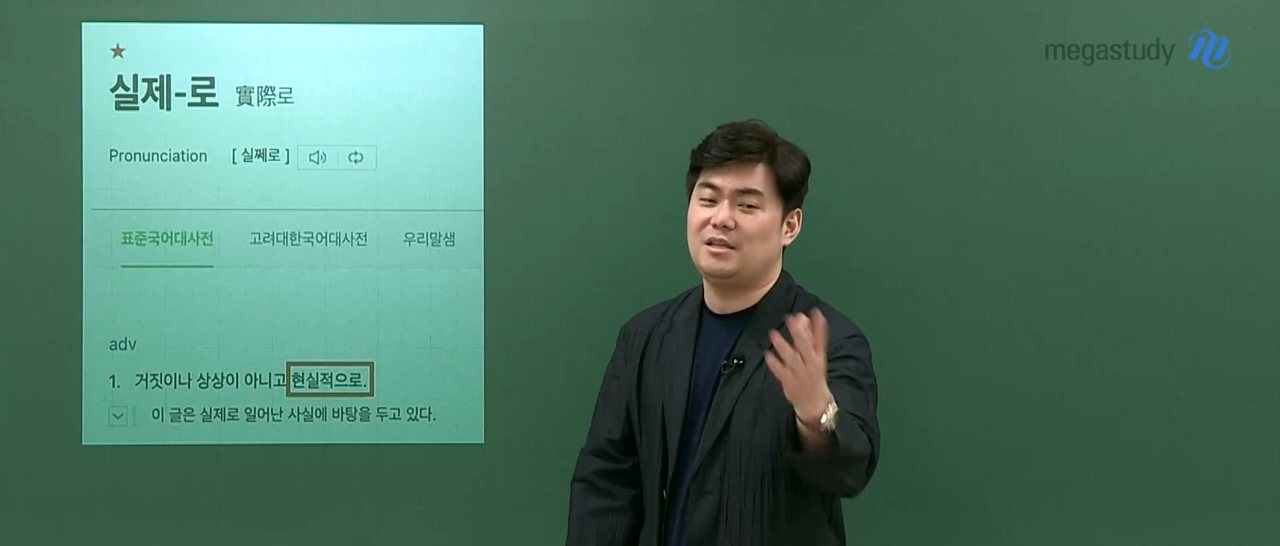 megastudy
실제-로 實際로
Pronunciation [ 실쩨로 ]
표준국어대사전 고려대한국어대사전 우리말샘
adv
1. 거짓이나 상상이 아니고 현실적으로.
이 글은 실제로 일어난 사실에 바탕을 두고 있다.